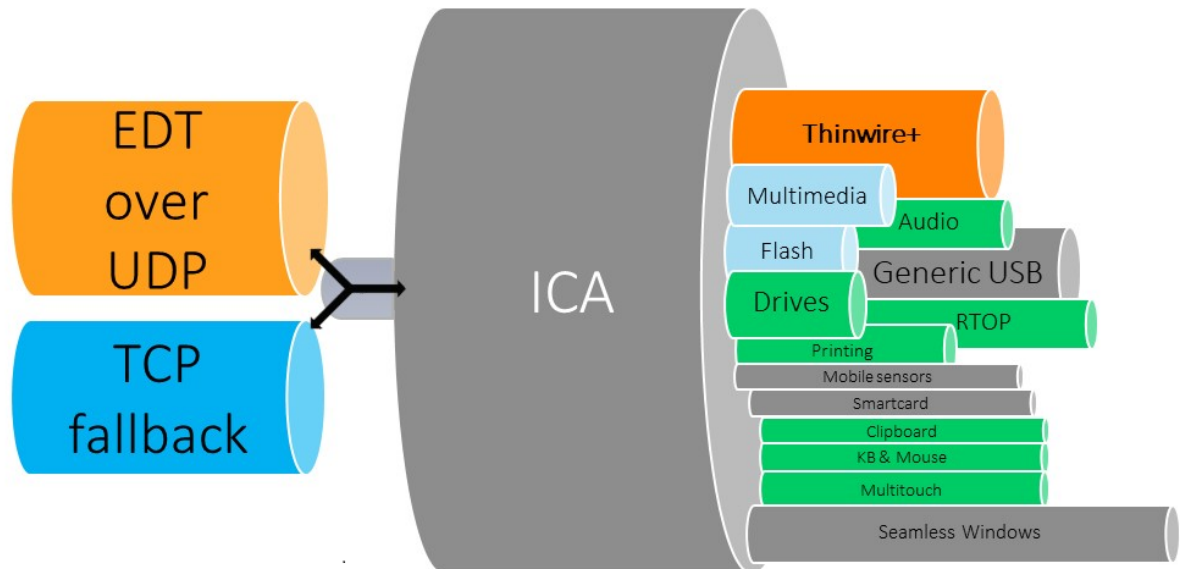 EDT
over
UDP
TCP
fallback
ICA
Thinwire+
Multimedia
Audio
Flash
Generic USB
Drives
RTOP
Printing
Mobile sensors
Smartcard
Clipboard
KB & Mouse
Multitouch
Seamless Windows